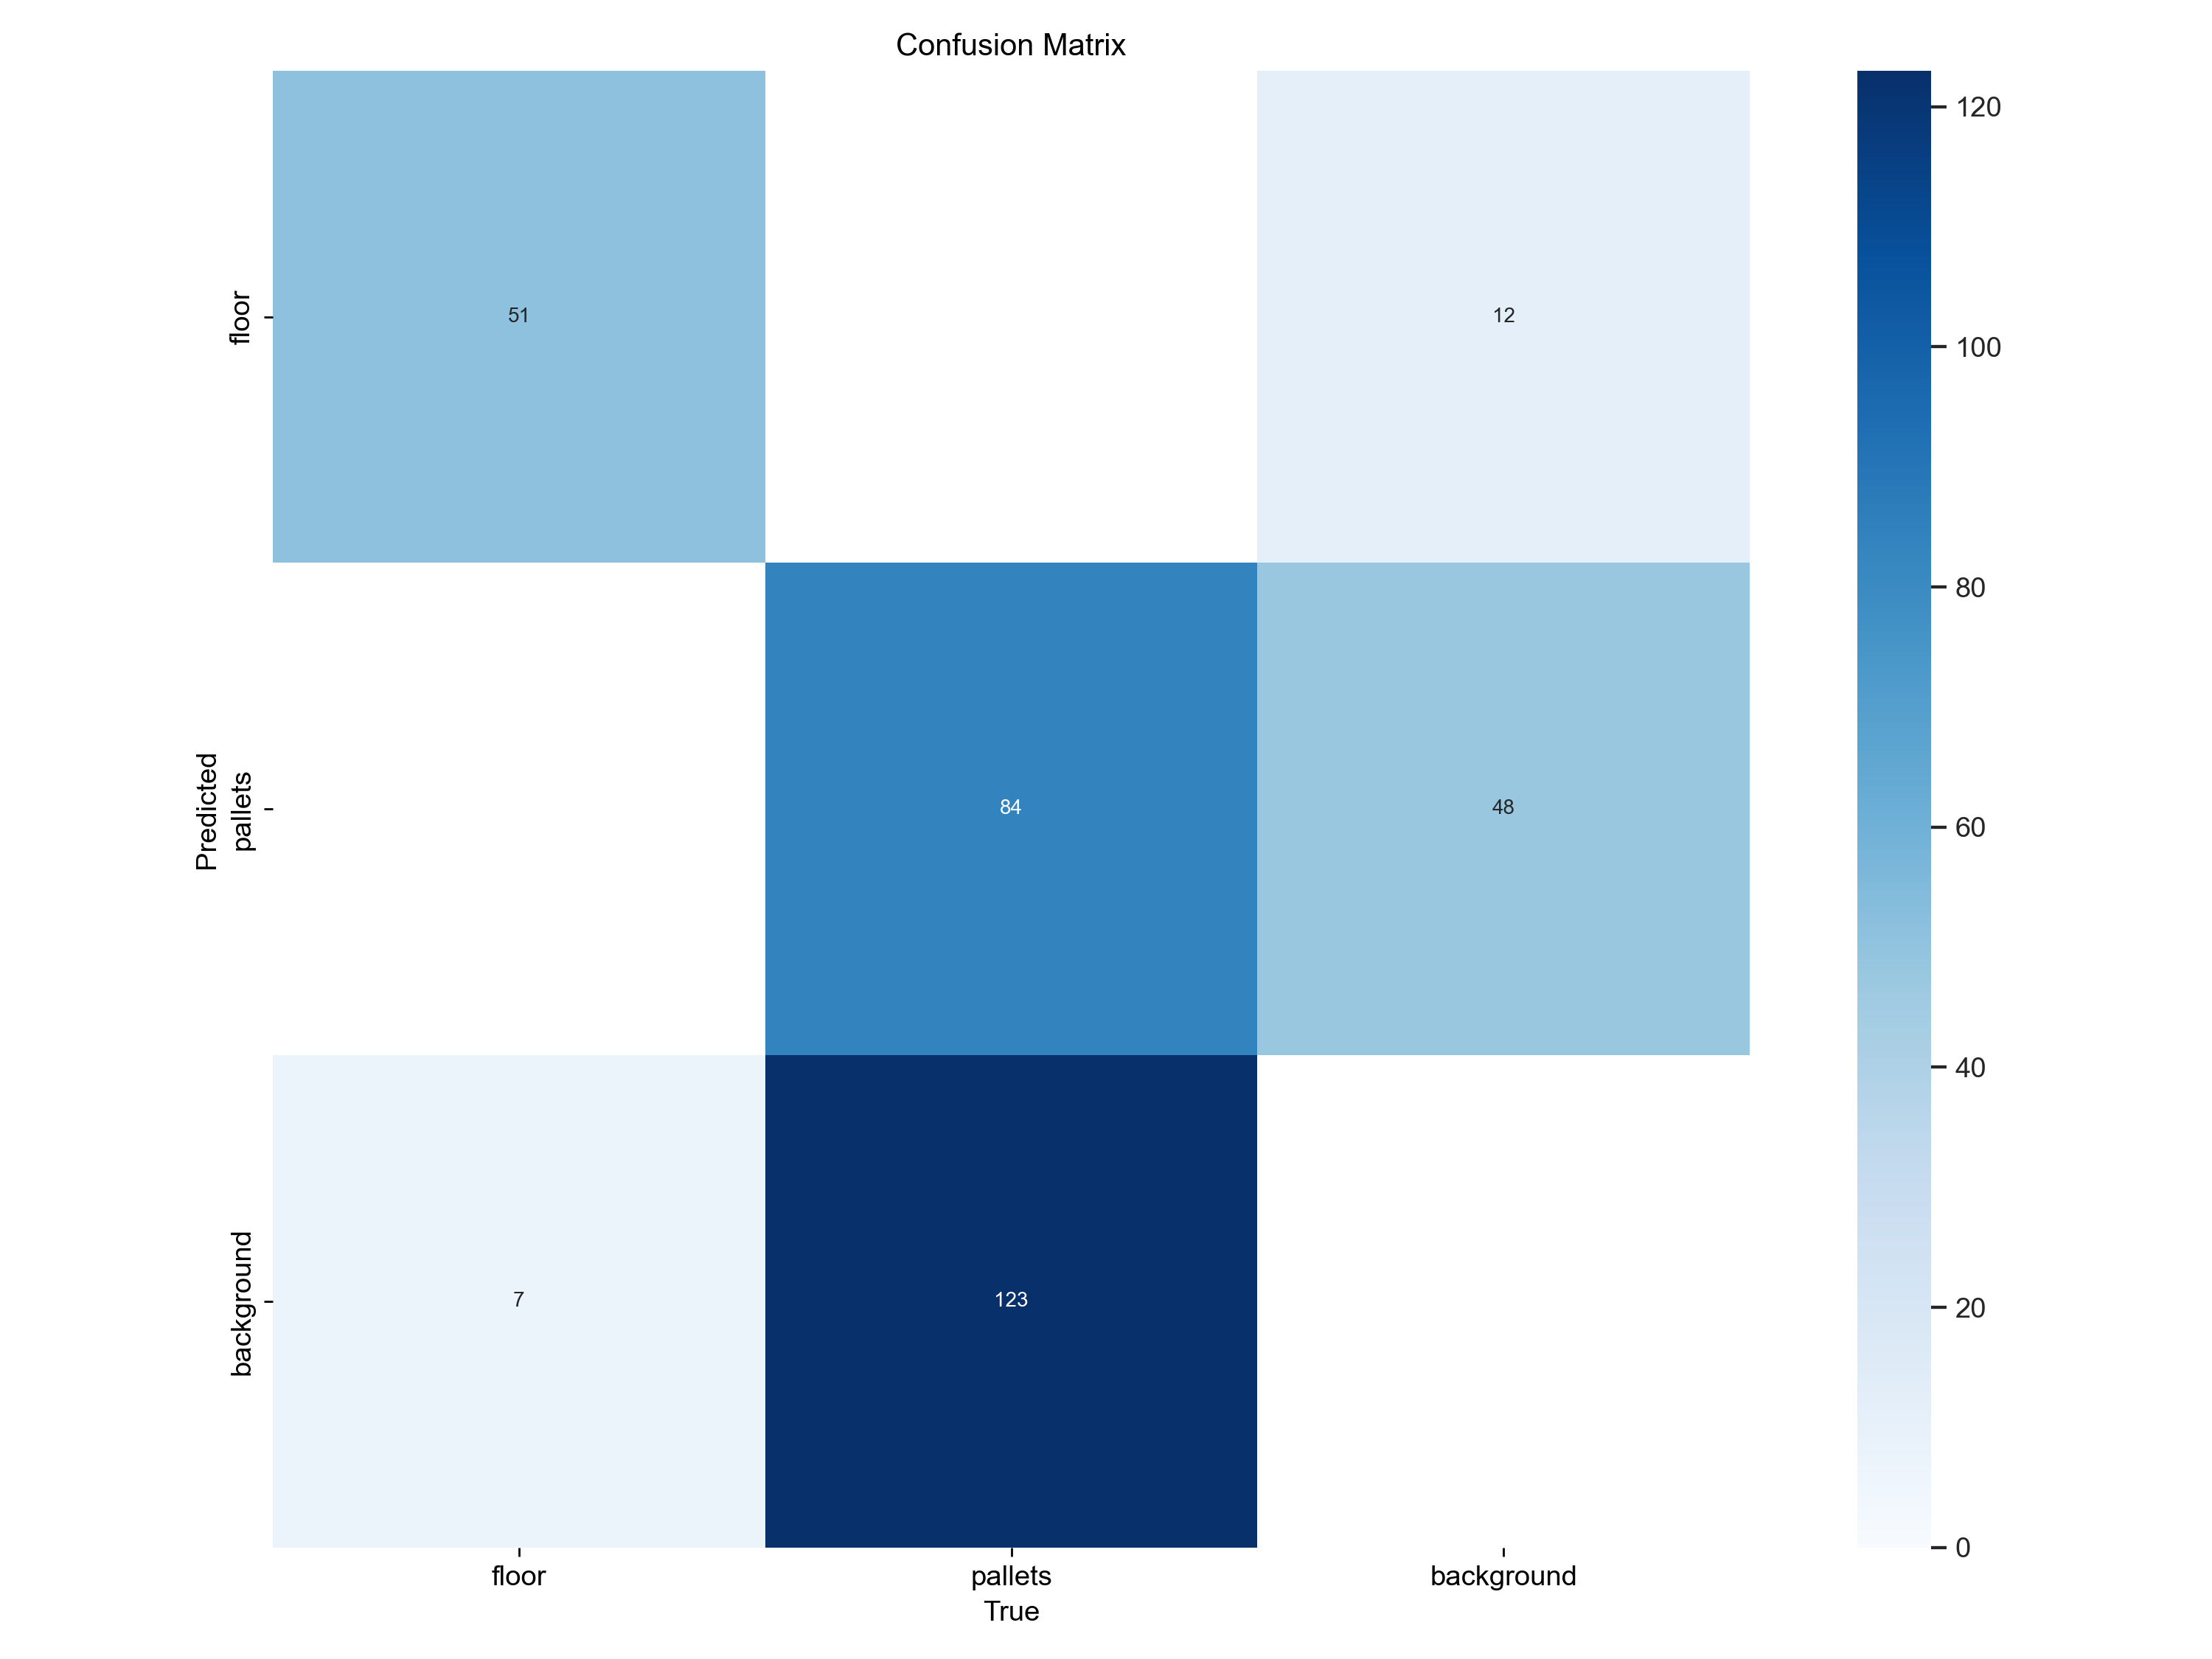 Confusion Matrix
120
100
80
60
40
20
0
floor
51
12
Predicted
pallets
84
48
background
7
123
floor
pallets
background
True